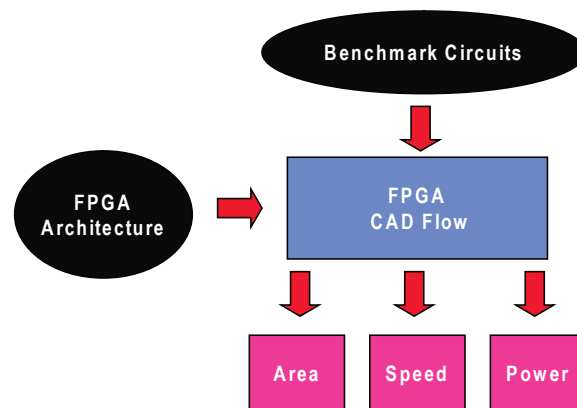 Benchmark Circuits
FPGA
Architecture
FPGA
CAD Flow
Area
Speed
Power